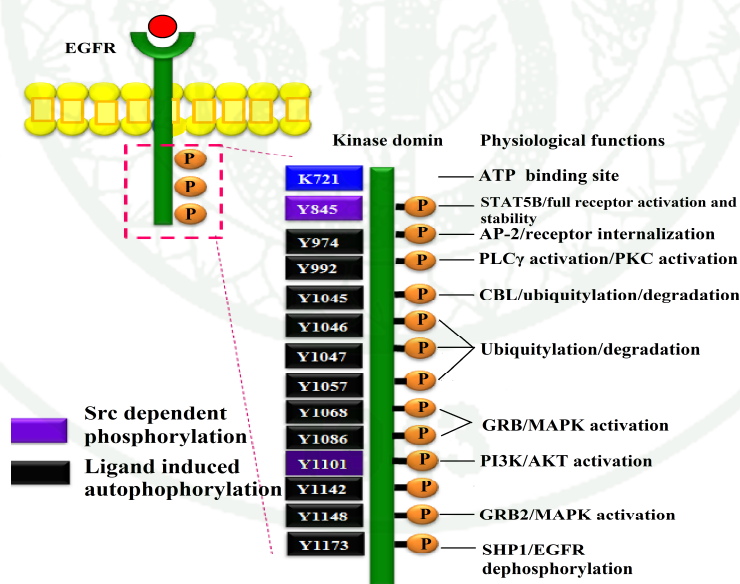 EGFR
P
P
P
Kinase domin
Physiological functions
K721
ATP binding site
Y845
P
STAT5B/full receptor activation and
stability
Y974
P
AP-2/receptor internalization
Y992
P
PLCγ activation/PKC activation
Y1045
P
CBL/ubiquitylation/degradation
Y1046
P
Y1047
P
Ubiquitylation/degradation
Y1057
P
Y1068
P
GRB/MAPK activation
Y1086
P
Y1101
P
PI3K/AKT activation
Y1142
P
Y1148
P
GRB2/MAPK activation
Y1173
P
SHP1/EGFR
dephosphorylation
Src dependent
phosphorylation
Ligand induced
autophophorylation